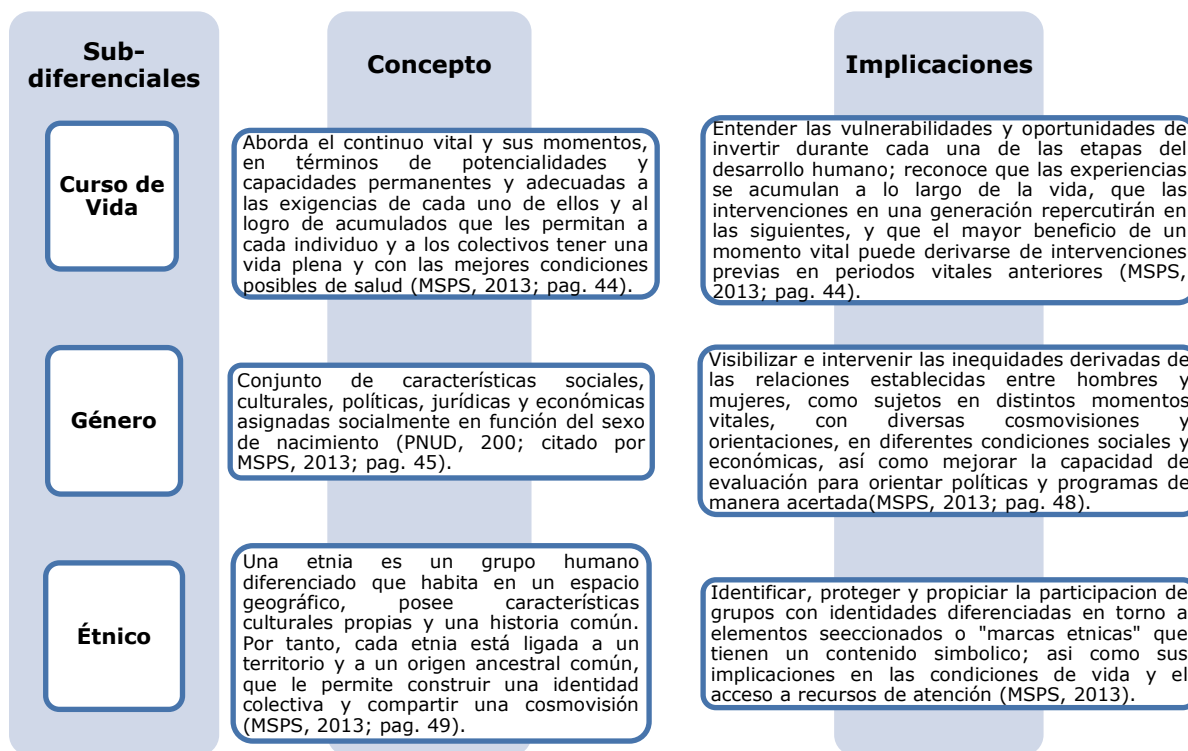 Sub-
diferenciales
Concepto
Implicaciones
Curso de
Vida
Aborda el continuo vital y sus momentos,
en términos de potencialidades y
capacidades permanentes y adecuadas a
las exigencias de cada uno de ellos y al
logro de acumulados que les permitan a
cada individuo y a los colectivos tener una
vida plena y con las mejores condiciones
posibles de salud (MSPS, 2013; pag. 44).
Entender las vulnerabilidades y oportunidades de
invertir durante cada una de las etapas del
desarrollo humano; reconoce que las experiencias
se acumulan a lo largo de la vida, que las
intervenciones en una generación repercutirán en
las siguientes, y que el mayor beneficio de un
momento vital puede derivarse de intervenciones
previas en periodos vitales anteriores (MSPS,
2013; pag. 44).
Género
Conjunto de características sociales,
culturales, políticas, jurídicas y económicas
asignadas socialmente en función del sexo
de nacimiento (PNUD, 200; citado por
MSPS, 2013; pag. 45).
Visibilizar e intervenir las inequidades derivadas de
las relaciones establecidas entre hombres y
mujeres, como sujetos en distintos momentos
vitales, con diversas cosmovisiones y
orientaciones, en diferentes condiciones sociales y
económicas, así como mejorar la capacidad de
evaluación para orientar políticas y programas de
manera acertada(MSPS, 2013; pag. 48).
Étnico
Una etnia es un grupo humano
diferenciado que habita en un espacio
geográfico, posee características
culturales propias y una historia común.
Por tanto, cada etnia está ligada a un
territorio y a un origen ancestral común,
que le permite construir una identidad
colectiva y compartir una cosmovisión
(MSPS, 2013; pag. 49).
Identificar, proteger y propiciar la participacion de
grupos con identidades diferenciadas en torno a
elementos seeccionados o "marcas etnicas" que
tienen un contenido simbolico; asi como sus
implicaciones en las condiciones de vida y el
acceso a recursos de atención (MSPS, 2013).